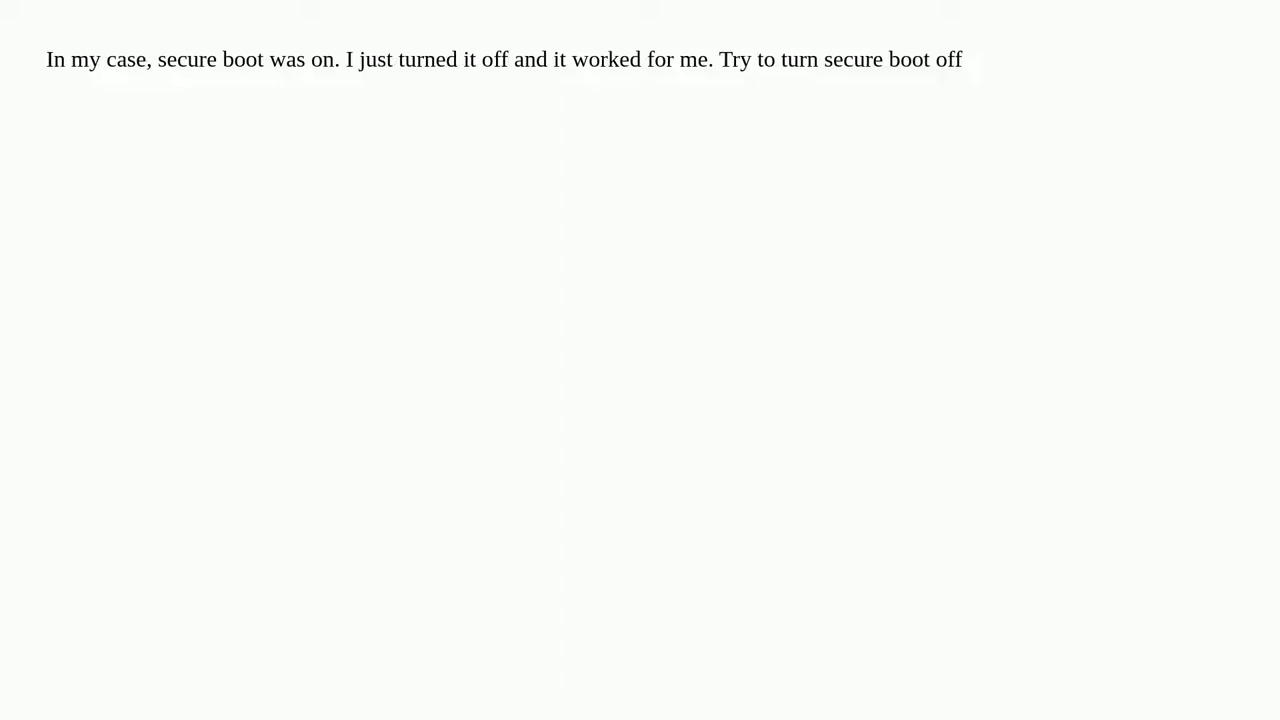 In my case, secure boot was on. I just turned it off and it worked for me. Try to turn secure boot off